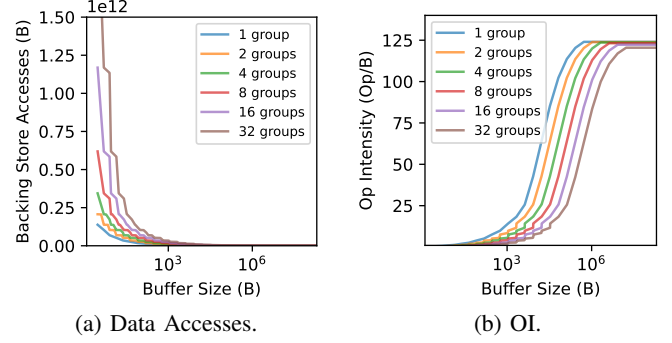 1e12
Backing Store Accesses (B)
1.50
1.25
1.00
0.75
0.50
0.25
0.00
1 group
2 groups
4 groups
8 groups
16 groups
32 groups
10³
10⁶
Buffer Size (B)
(a) Data Accesses.
Op Intensity (Op/B)
125
100
75
50
25
1 group
2 groups
4 groups
8 groups
16 groups
32 groups
10³
10⁶
Buffer Size (B)
(b) OI.